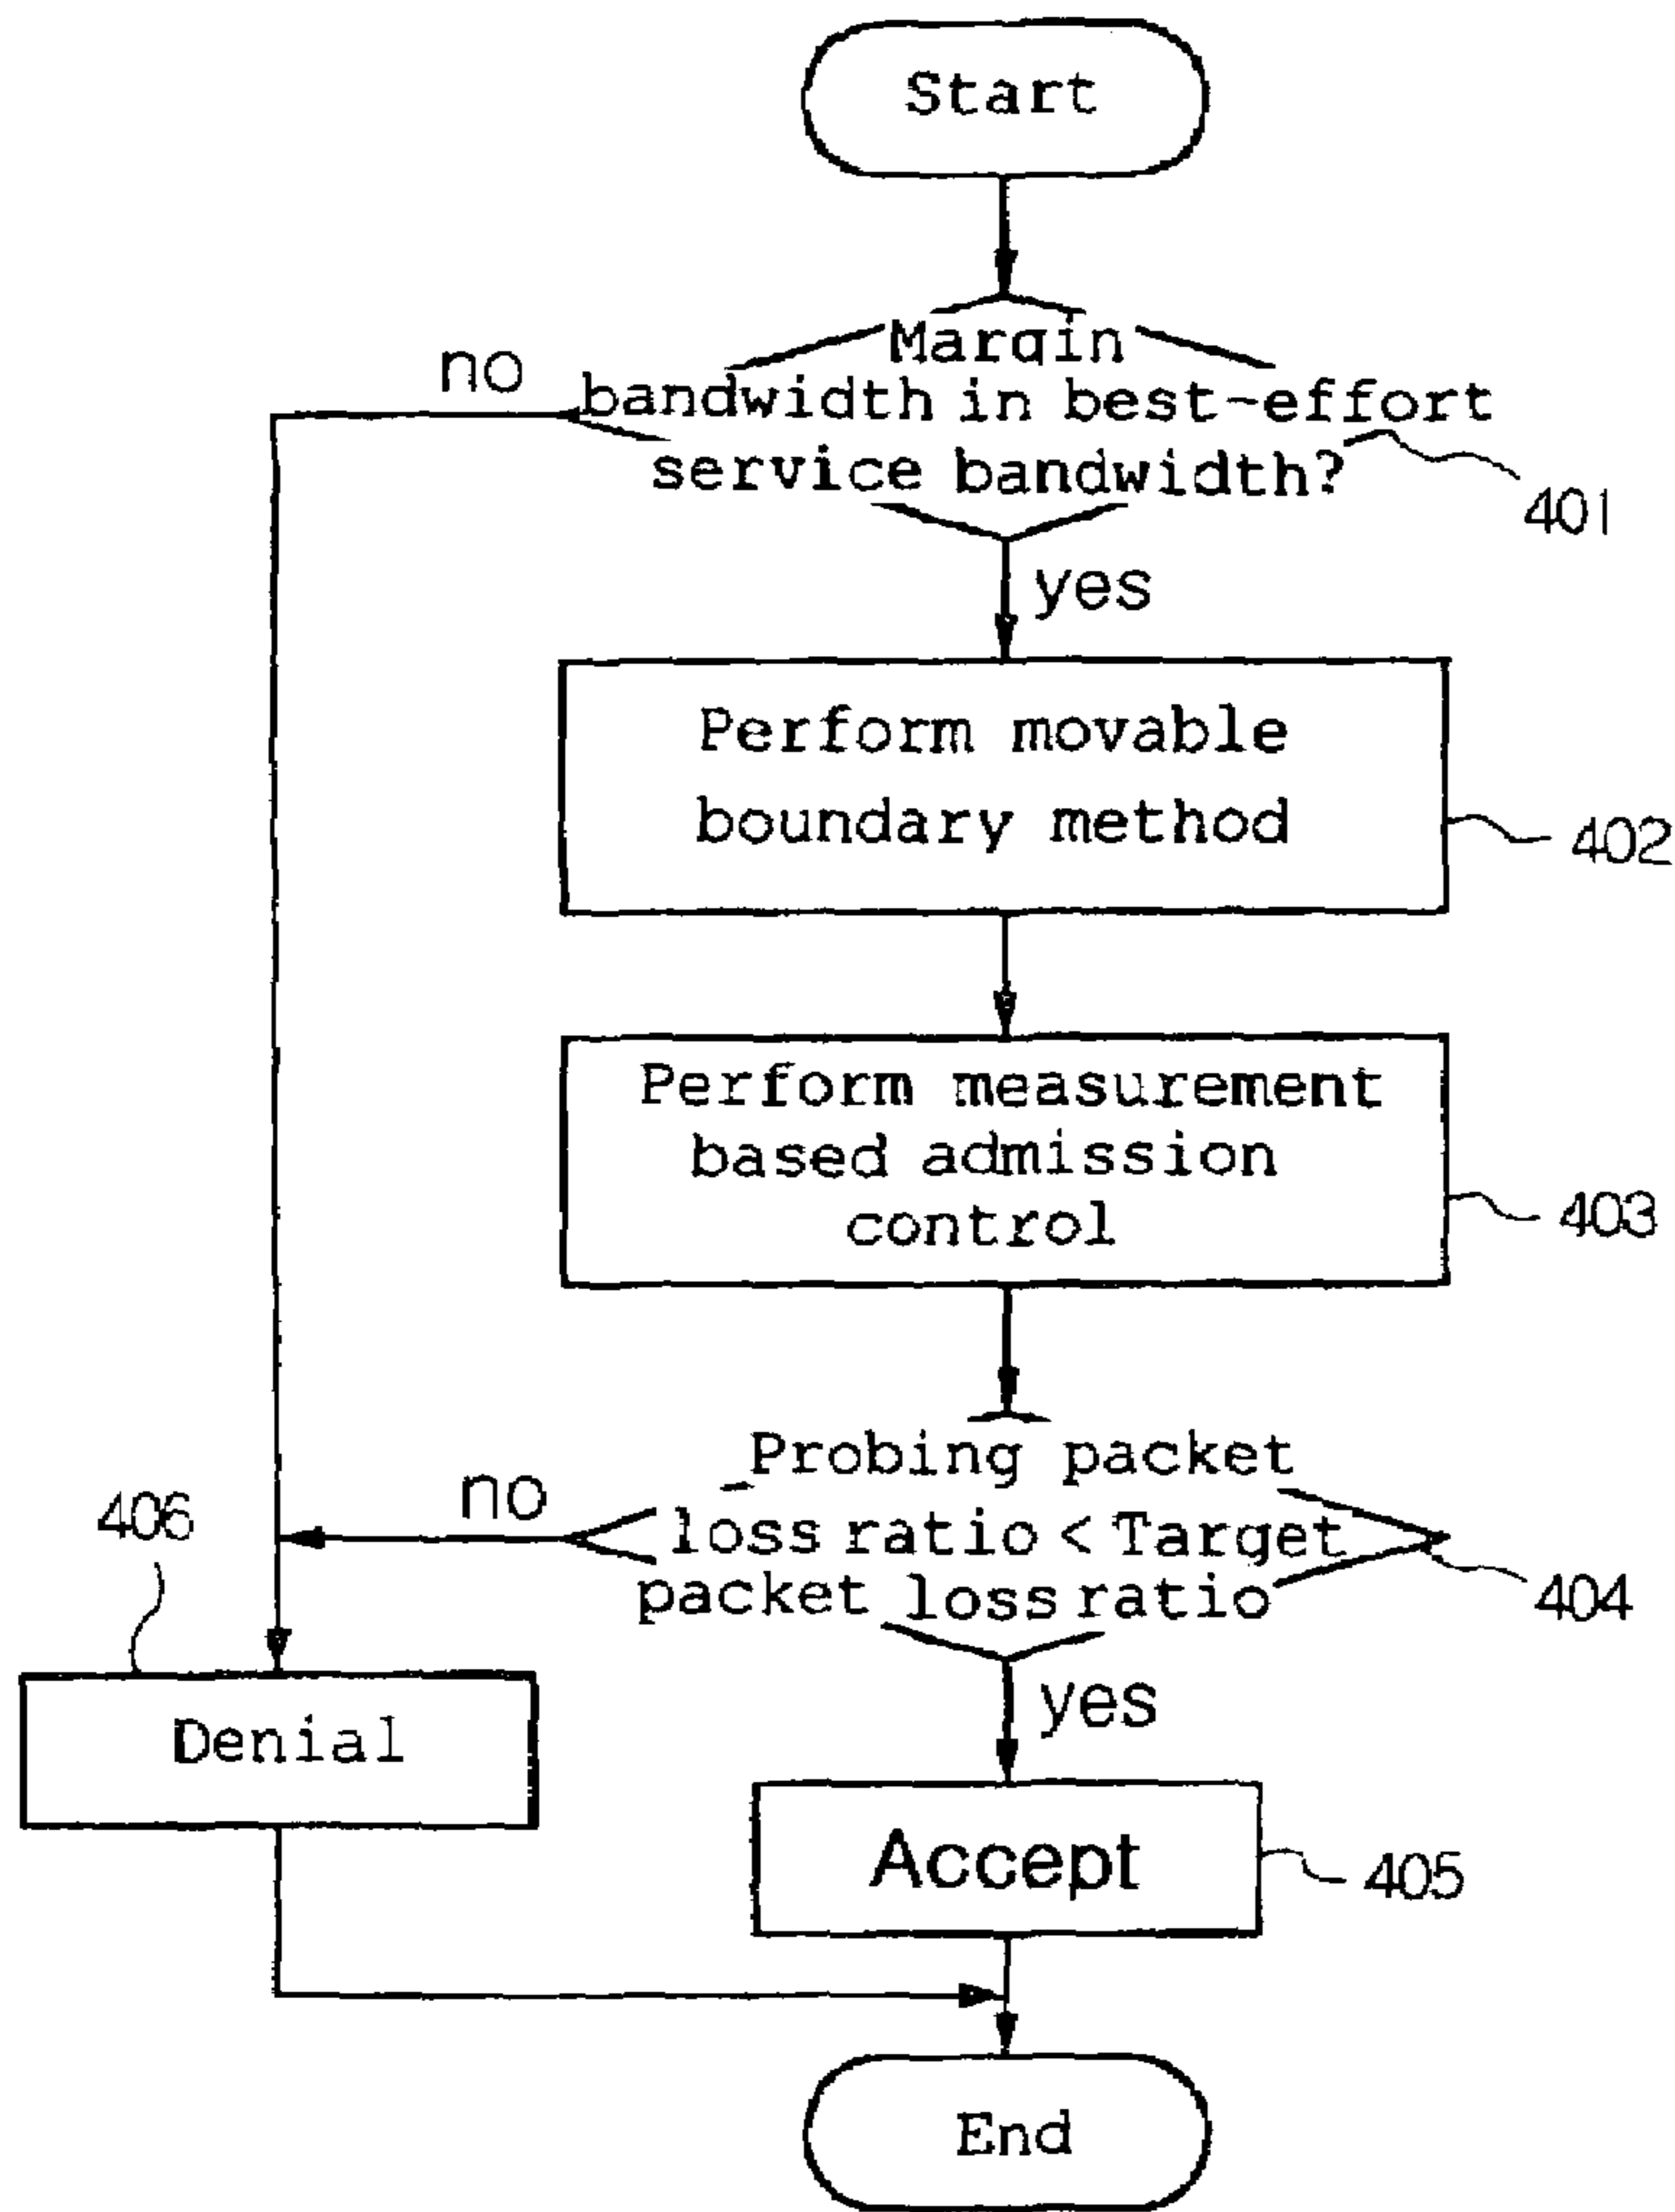 Start
Margin
no
bandwidth in best-effort
service bandwidth?
401
yes
Perform movable
boundary method
402
Perform measurement
based admission
control
403
Probing packet
no
loss ratio < Target
packet loss ratio
404
406
yes
Denial
Accept
405
End